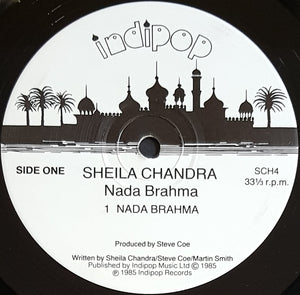 indipop
SIDE ONE
SHEILA CHANDRA
Nada Brahma
1 NADA BRAHMA
SCH4
33⅓ r.p.m.
Produced by Steve Coe
Written by Sheila Chandra/Steve Coe/Martin Smith
Published by Indipop Music Ltd © 1985
℗ 1985 Indipop Records